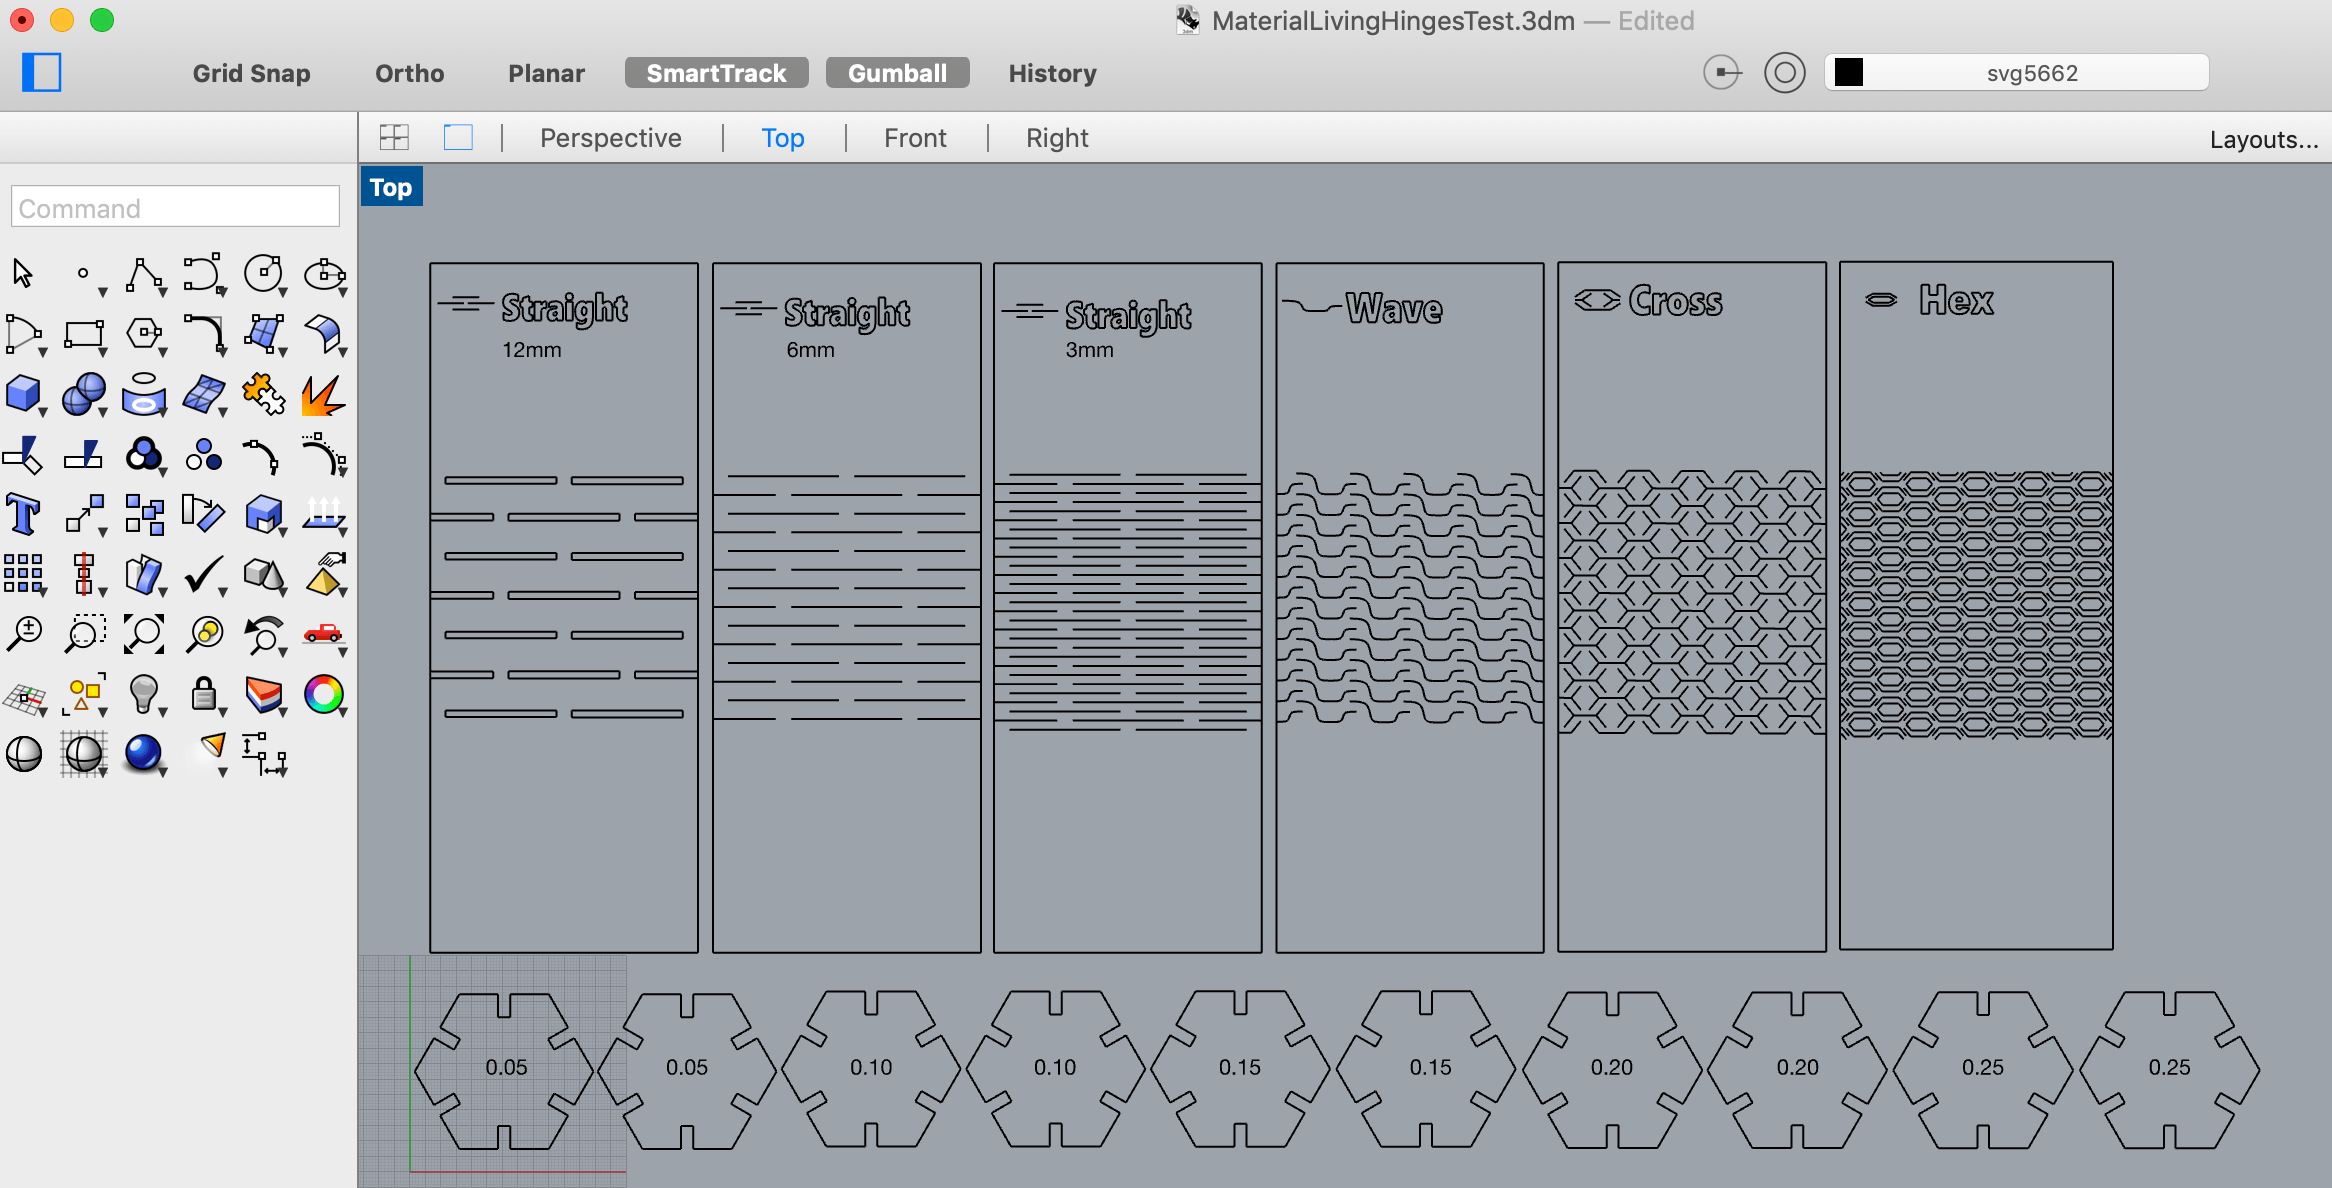 MaterialLivingHingesTest.3dm — Edited
Grid Snap Ortho Planar SmartTrack Gumball History svg5662
Perspective Top Front Right Layouts...
Top
Command
Straight Straight Straight Wave Cross Hex
12mm 6mm 3mm
0.05 0.05 0.10 0.10 0.15 0.15 0.20 0.20 0.25 0.25